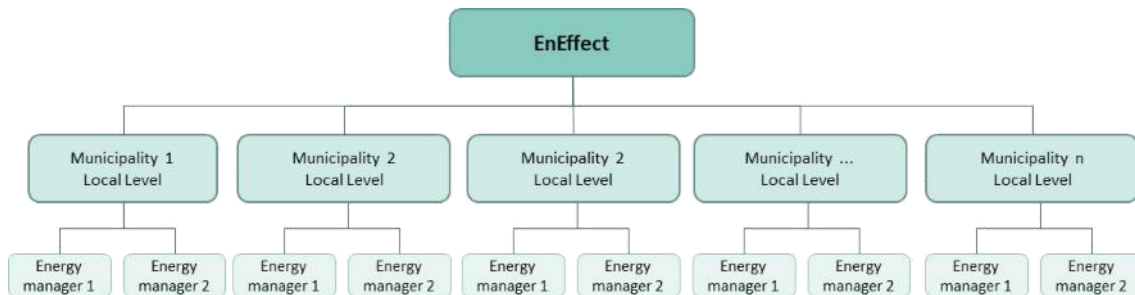 EnEffect
Municipality 1
Local Level
Municipality 2
Local Level
Municipality 2
Local Level
Municipality ...
Local Level
Municipality n
Local Level
Energy
manager 1
Energy
manager 2
Energy
manager 1
Energy
manager 2
Energy
manager 1
Energy
manager 2
Energy
manager 1
Energy
manager 2
Energy
manager 1
Energy
manager 2